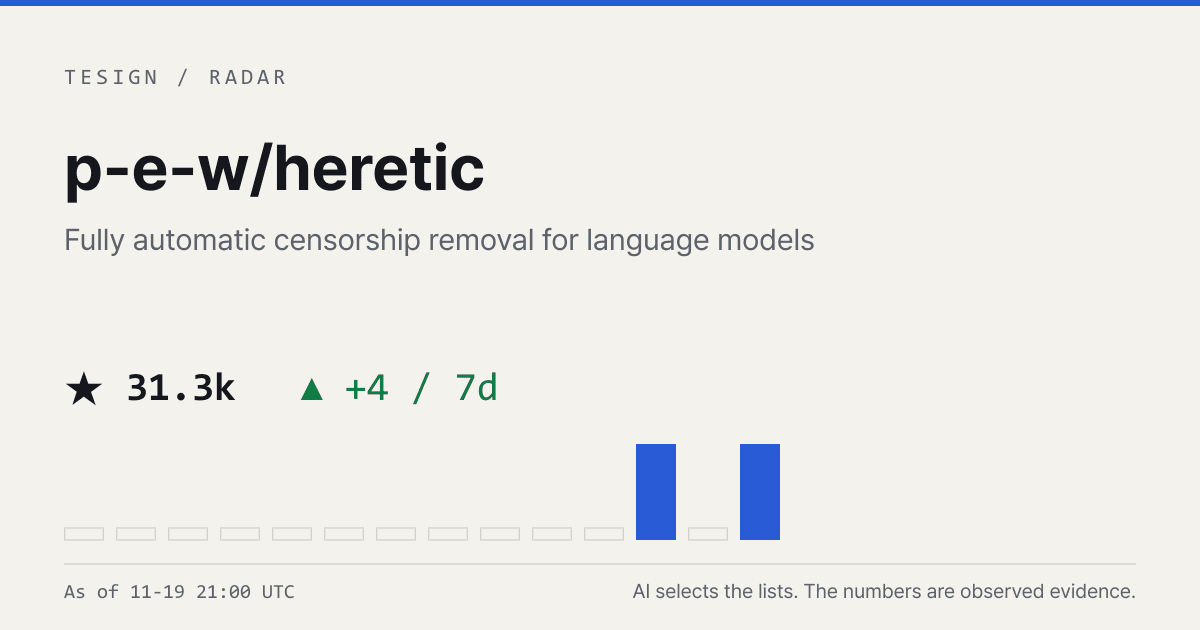 TESIGN / RADAR
p-e-w/heretic
Fully automatic censorship removal for language models
★ 31.3k ▲ +4 / 7d
As of 11-19 21:00 UTC
AI selects the lists. The numbers are observed evidence.